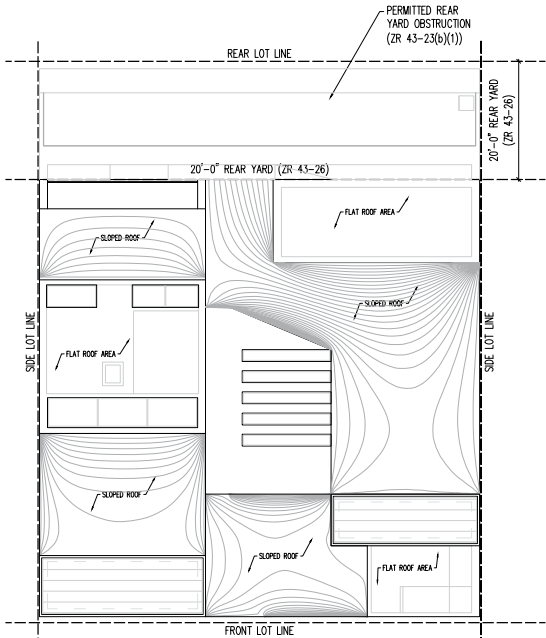 PERMITTED REAR
YARD OBSTRUCTION
(ZR 43-23(b)(1))
REAR LOT LINE
20'-0" REAR YARD
(ZR 43-26)
20'-0" REAR YARD (ZR 43-26)
FLAT ROOF AREA
SLOPED ROOF
SLOPED ROOF
SIDE LOT LINE
SIDE LOT LINE
FLAT ROOF AREA
SLOPED ROOF
SLOPED ROOF
FLAT ROOF AREA
FRONT LOT LINE